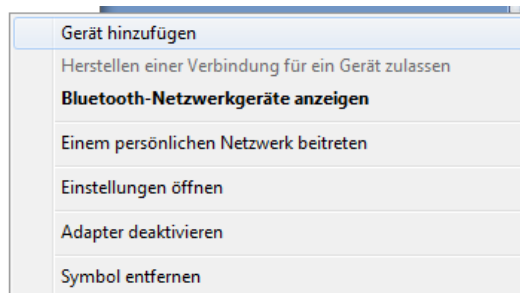 Gerät hinzufügen
Herstellen einer Verbindung für ein Gerät zulassen
Bluetooth-Netzwerkgeräte anzeigen
Einem persönlichen Netzwerk beitreten
Einstellungen öffnen
Adapter deaktivieren
Symbol entfernen